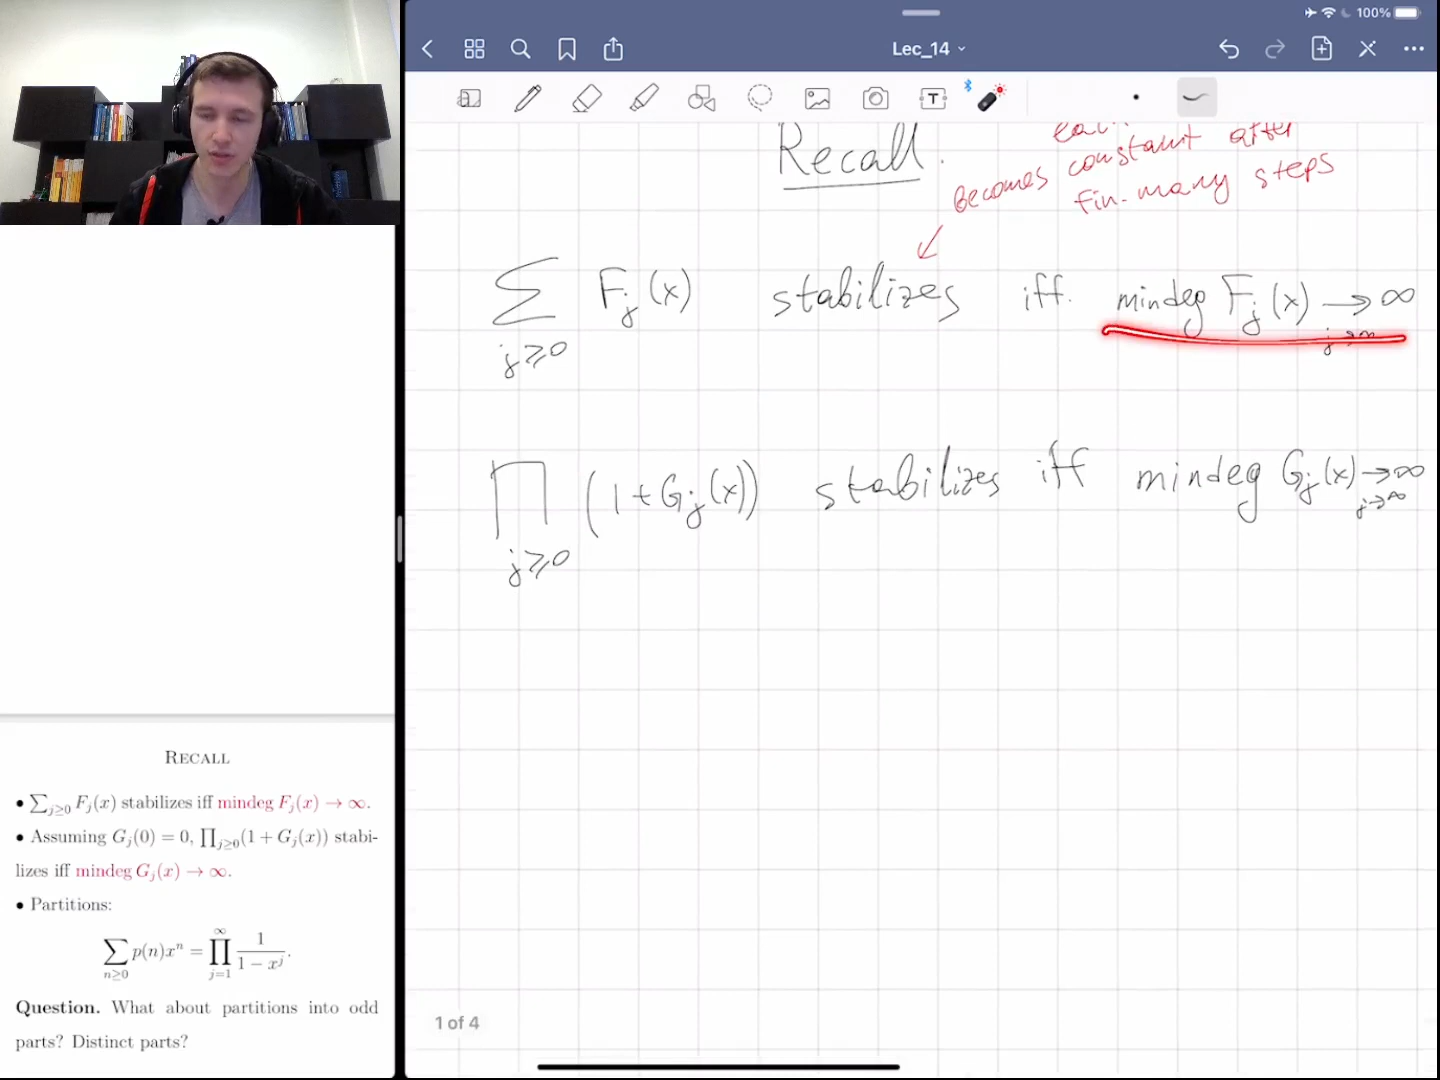 100%
Lec_14
T
Recall.
becomes constant after
fin. many steps
∑_{j≥0} F_j(x) stabilizes iff. mindeg F_j(x) → ∞
j→∞
∏_{j≥0} (1+G_j(x)) stabilizes iff mindeg G_j(x) → ∞
j→∞
1 of 4
RECALL
• ∑_{j≥0} F_j(x) stabilizes iff mindeg F_j(x) → ∞.
• Assuming G_j(0) = 0, ∏_{j≥0}(1 + G_j(x)) stabi-
lizes iff mindeg G_j(x) → ∞.
• Partitions:
∑_{n≥0} p(n)x^n = ∏_{j=1}^{∞} 1/(1 − x^j).
Question. What about partitions into odd
parts? Distinct parts?